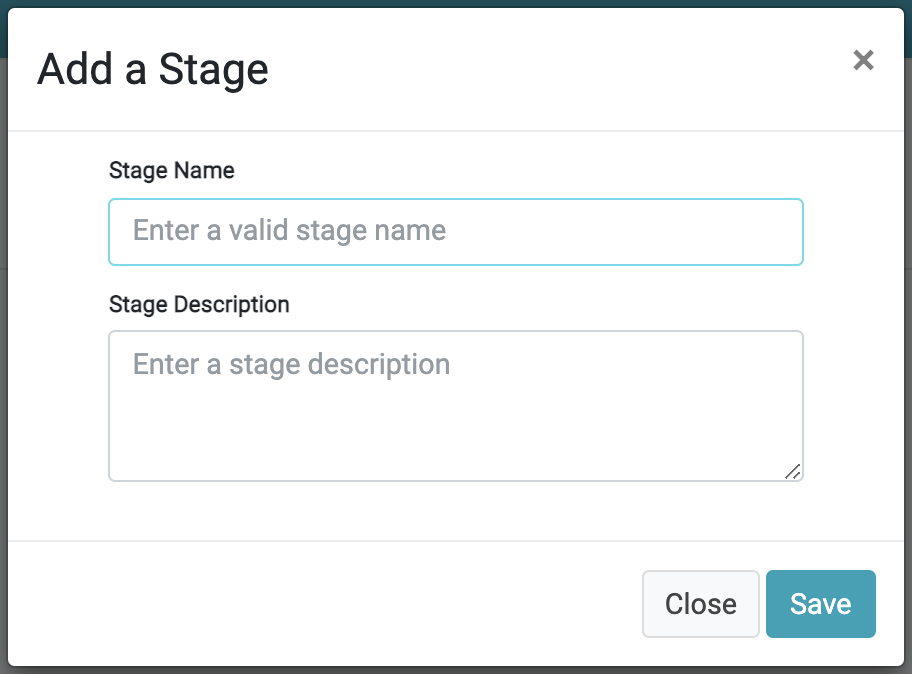 Add a Stage
×
Stage Name
Enter a valid stage name
Stage Description
Enter a stage description
Close Save